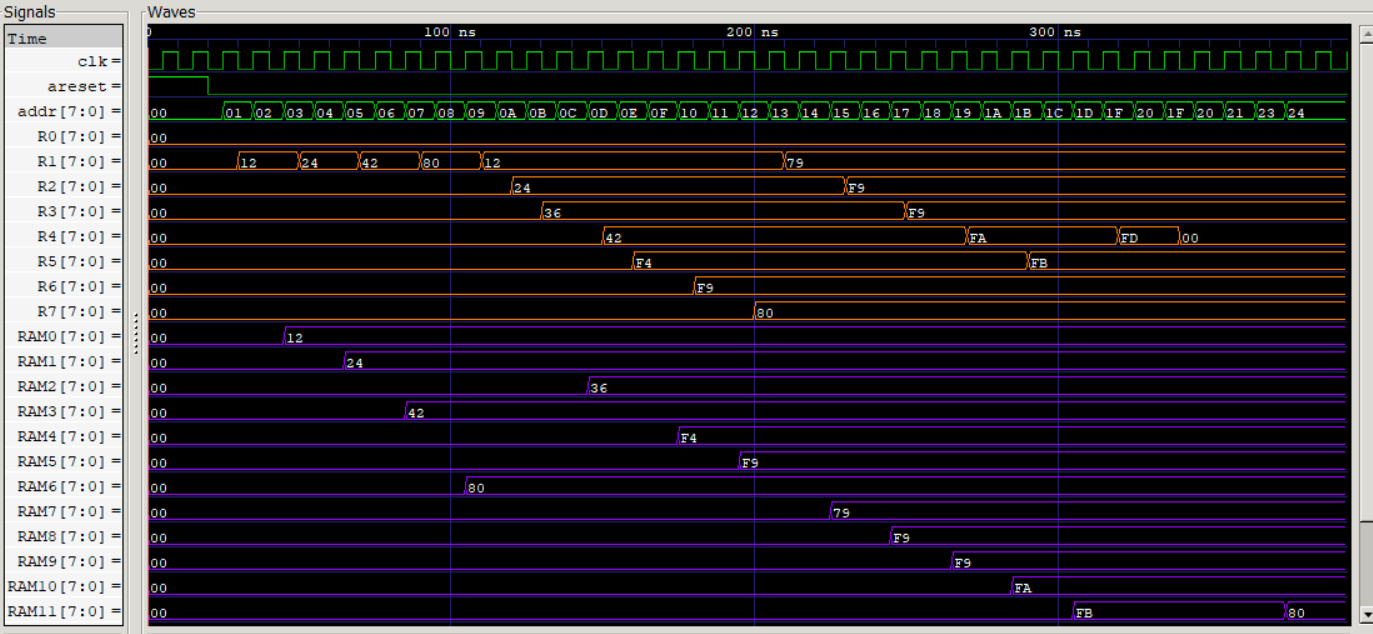 Signals Waves
Time 0 100 ns 200 ns 300 ns
clk=
areset=
addr[7:0] = 00 01 02 03 04 05 06 07 08 09 0A 0B 0C 0D 0E 0F 10 11 12 13 14 15 16 17 18 19 1A 1B 1C 1D 1F 20 1F 20 21 23 24
R0[7:0] = 00
R1[7:0] = 00 12 24 42 80 12 79
R2[7:0] = 00 24 F9
R3[7:0] = 00 36 F9
R4[7:0] = 00 42 FA FD 00
R5[7:0] = 00 F4 FB
R6[7:0] = 00 F9
R7[7:0] = 00 80
RAM0[7:0] = 00 12
RAM1[7:0] = 00 24
RAM2[7:0] = 00 36
RAM3[7:0] = 00 42
RAM4[7:0] = 00 F4
RAM5[7:0] = 00 F9
RAM6[7:0] = 00 80
RAM7[7:0] = 00 79
RAM8[7:0] = 00 F9
RAM9[7:0] = 00 F9
RAM10[7:0] = 00 FA
RAM11[7:0] = 00 FB 80